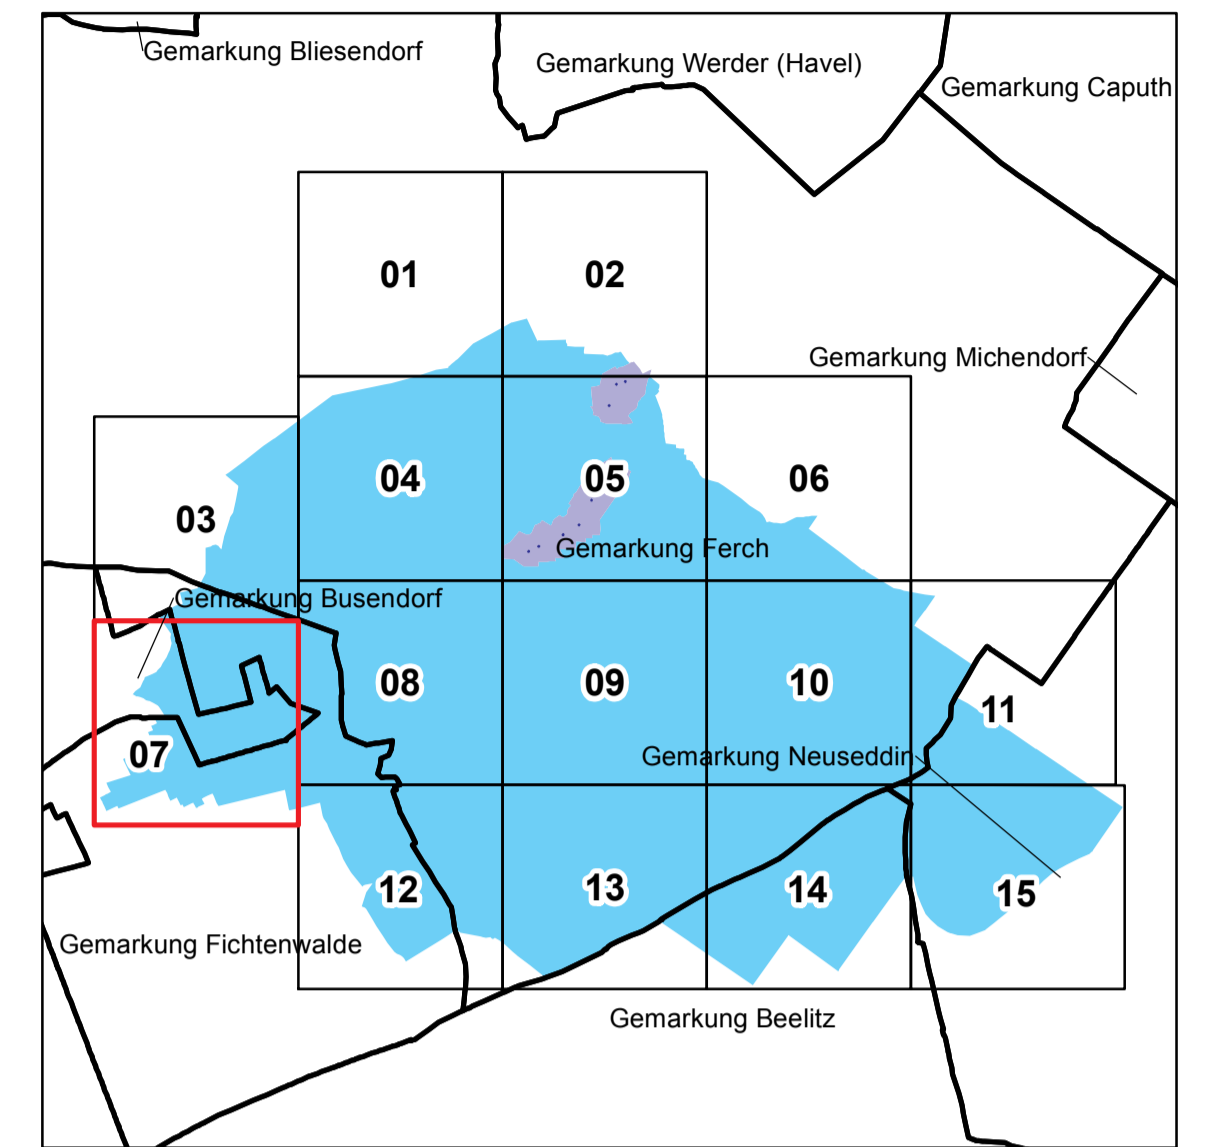 Gemarkung Bliesendorf
Gemarkung Werder (Havel)
Gemarkung Caputh
01
02
Gemarkung Michendorf
03
04
05
06
Gemarkung Ferch
Gemarkung Busendorf
07
08
09
10
11
Gemarkung Neuseddin
12
13
14
15
Gemarkung Fichtenwalde
Gemarkung Beelitz